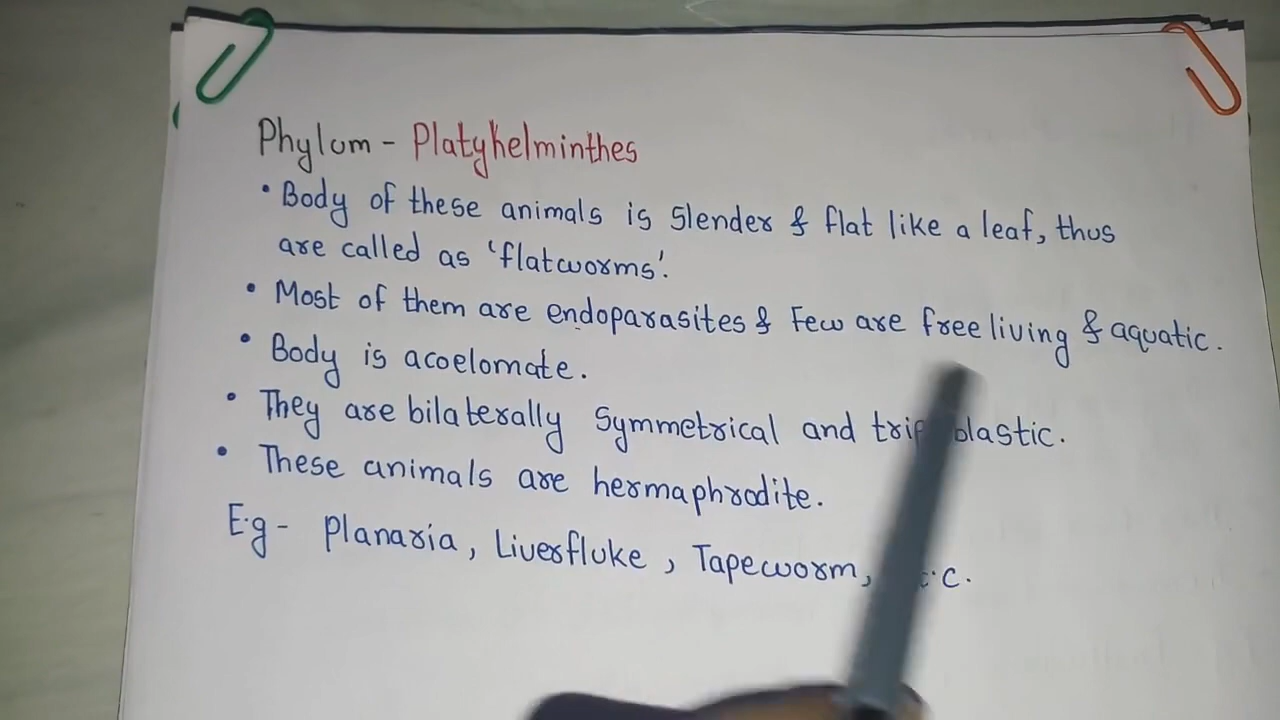 Phylum - Platyhelminthes
• Body of these animals is slender & flat like a leaf, thus
are called as 'flatworms'.
• Most of them are endoparasites & Few are free living & aquatic.
• Body is acoelomate.
• They are bilaterally Symmetrical and triploblastic.
• These animals are hermaphrodite.
E.g - Planaria, Liverfluke, Tapeworm,